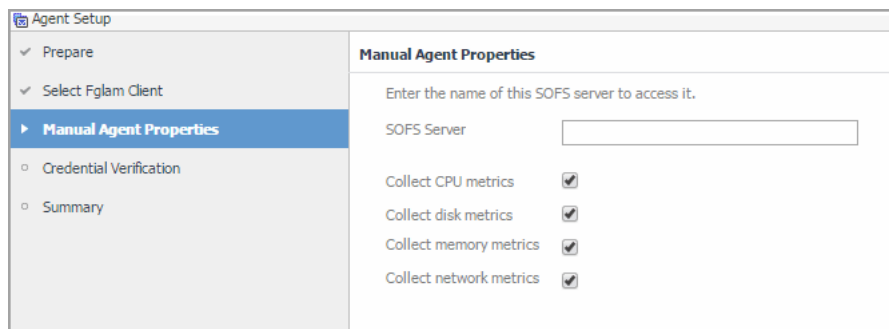 Agent Setup
Prepare
Select Fglam Client
Manual Agent Properties
Credential Verification
Summary
Manual Agent Properties
Enter the name of this SOFS server to access it.
SOFS Server
Collect CPU metrics
Collect disk metrics
Collect memory metrics
Collect network metrics